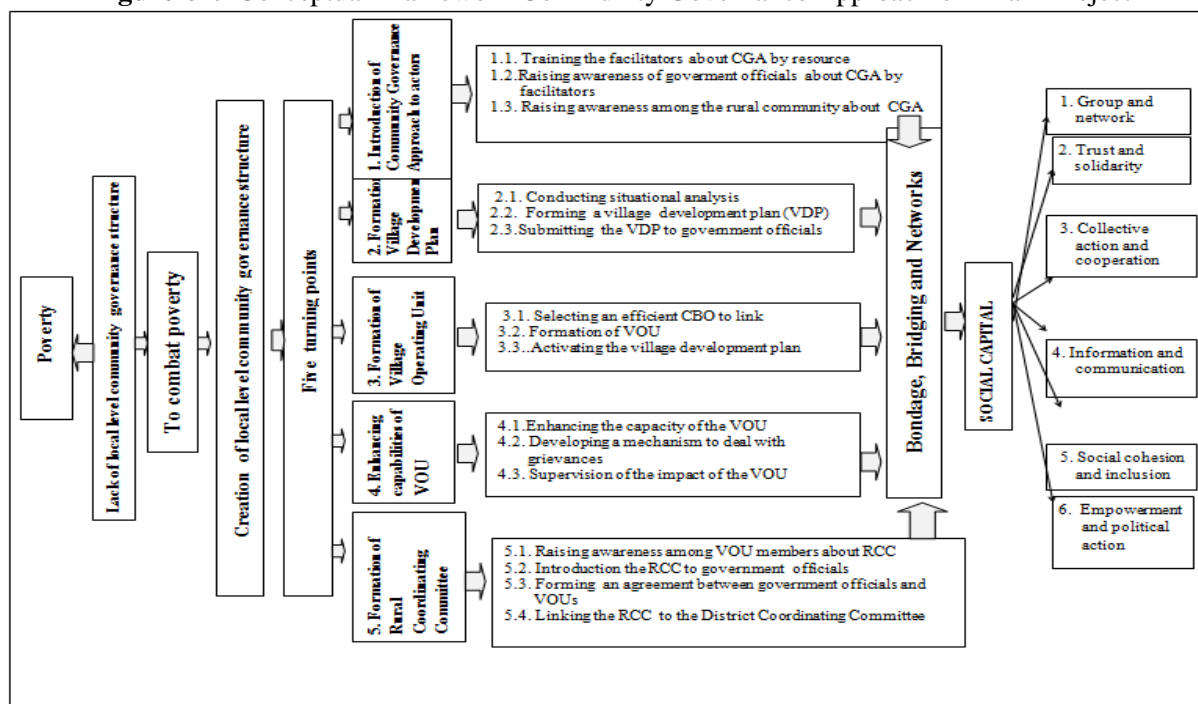 Figure Conceptual Framework Community Governance Approach Project
Poverty
Lack of local level community governance structure
To combat poverty
Creation of local level community governance structure
Five turning points
1. Introduction of
Community Governance
Approach to actors
1.1. Training the facilitators about CGA by resource
1.2.Raising awareness of goverment officials about CGA by
facilitators
1.3. Raising awareness among the rural community about CGA
2. Formation
Village
Development
Plan
2.1. Conducting situational analysis
2.2. Forming a village development plan (VDP)
2.3.Submitting the VDP to government officials
3. Formation of
Village
Operating Unit
3.1. Selecting an efficient CBO to link
3.2. Formation of VOU
3.3..Activating the village development plan
4. Enhancing
capabilities of
VOU
4.1.Enhancing the capacity of the VOU
4.2. Developing a mechanism to deal with
grievances
4.3. Supervision of the impact of the VOU
5. Formation of
Rural
Coordinating
Committee
5.1. Raising awareness among VOU members about RCC
5.2. Introduction the RCC to government officials
5.3. Forming an agreement between government officials and
VOUs
5.4. Linking the RCC to the District Coordinating Committee
Bondage, Bridging and Networks
SOCIAL CAPITAL
1. Group and
network
2. Trust and
solidarity
3. Collective
action and
cooperation
4. Information and
communication
5. Social cohesion
and inclusion
6. Empowerment
and political
action